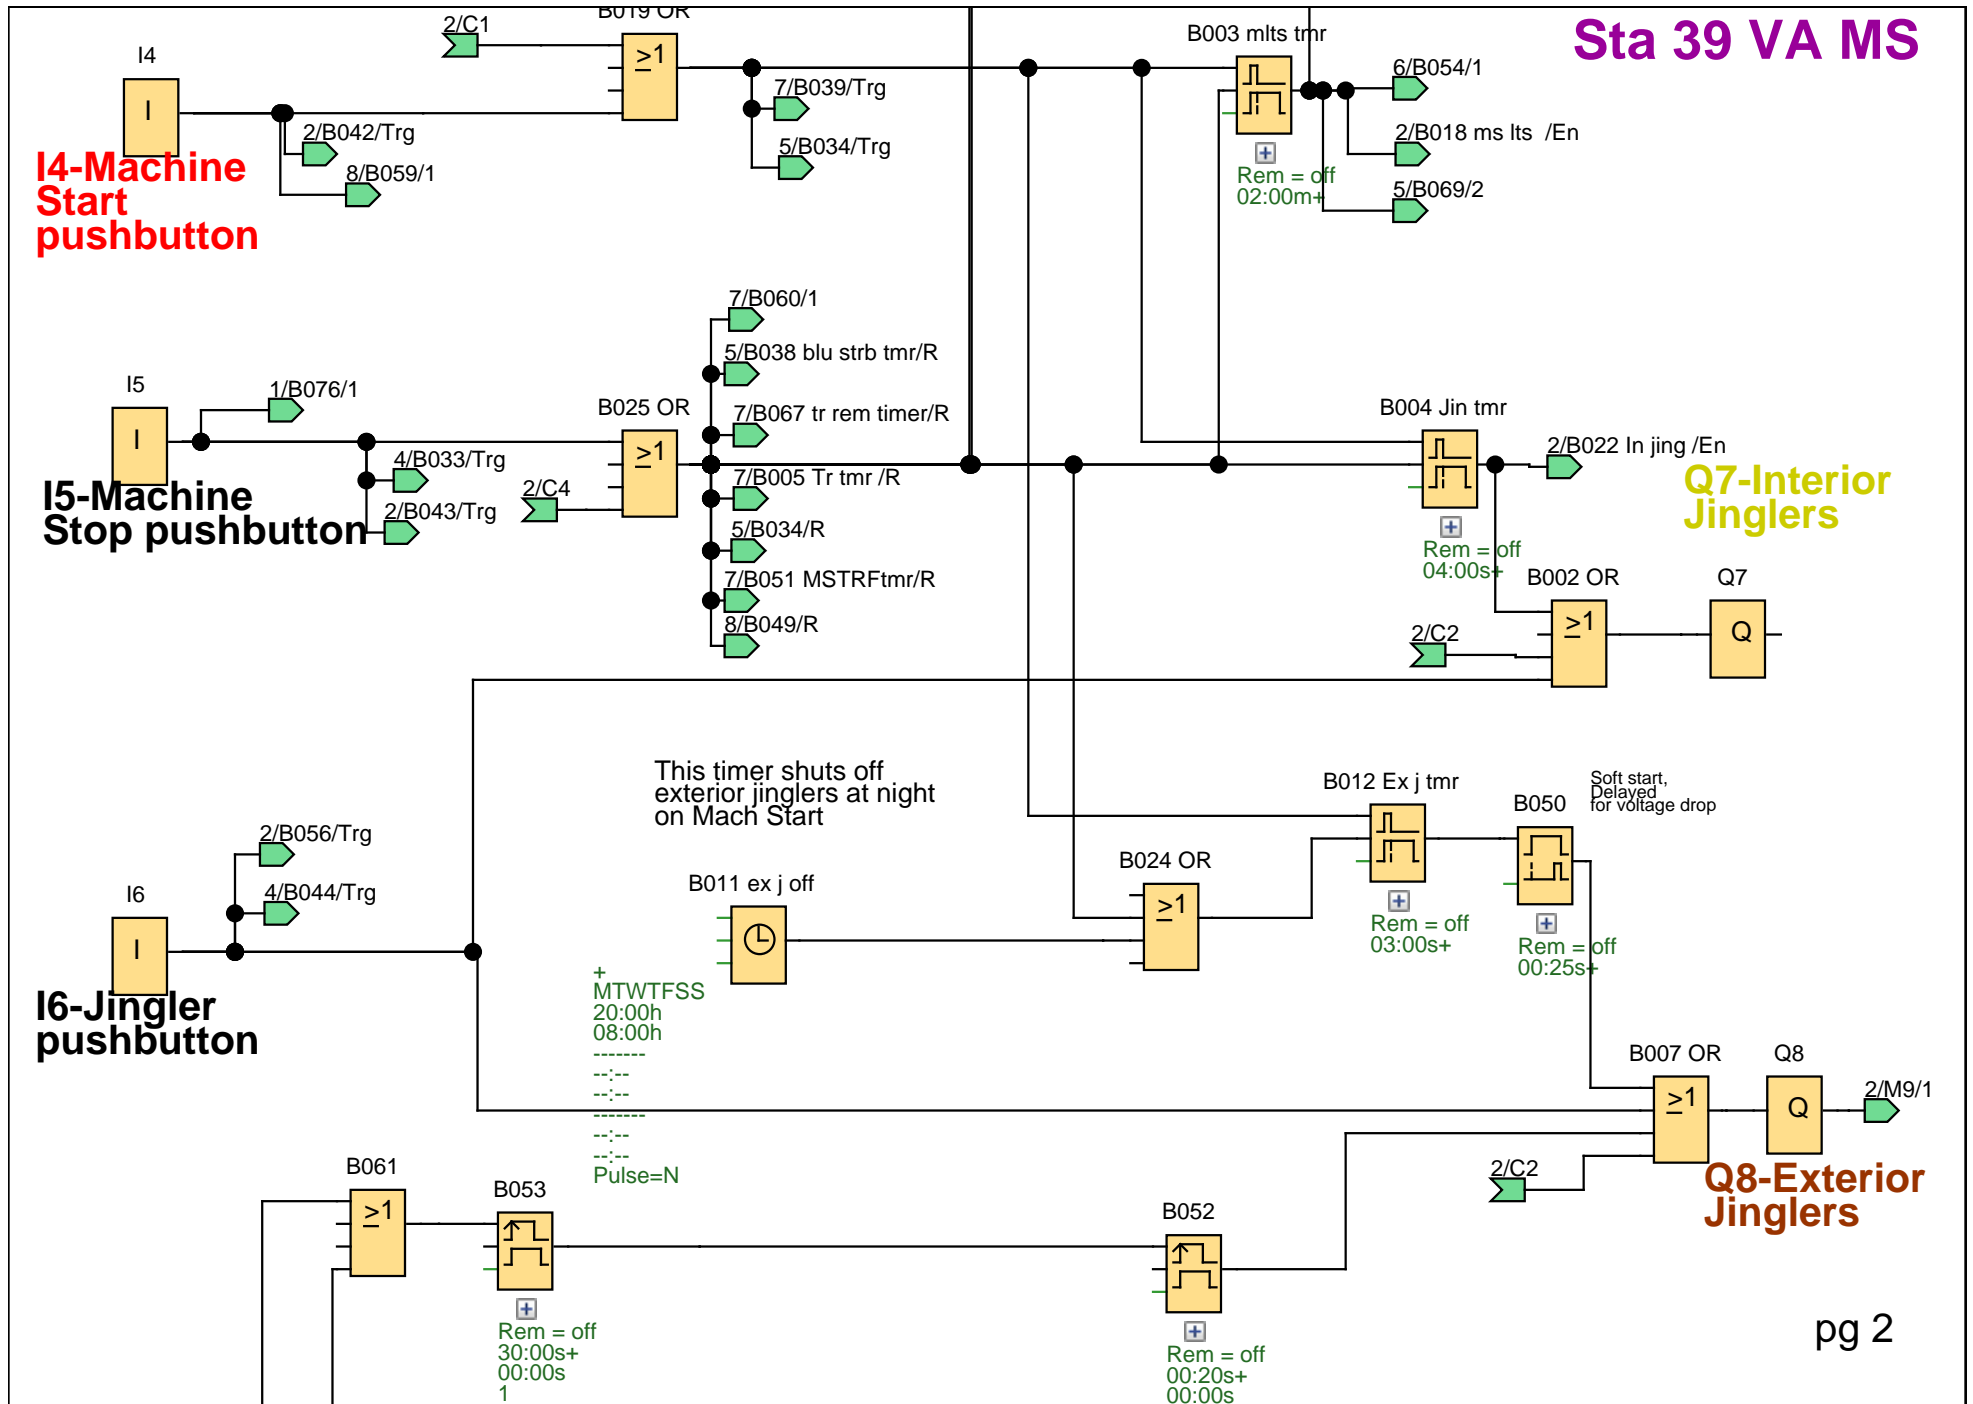 2/C1
B019 OR
B003 mlts tmr
Sta 39 VA MS
I4
≥1
6/B054/1
I
7/B039/Trg
2/B042/Trg
2/B018 ms lts /En
5/B034/Trg
I4-Machine
Start
pushbutton
8/B059/1
Rem = off
02:00m+
5/B069/2
7/B060/1
5/B038 blu strb tmr/R
I5
1/B076/1
B025 OR
7/B067 tr rem timer/R
B004 Jin tmr
I
≥1
2/B022 In jing /En
4/B033/Trg
7/B005 Tr tmr /R
Q7-Interior
Jinglers
I5-Machine
Stop pushbutton
2/C4
2/B043/Trg
5/B034/R
Rem = off
04:00s+
7/B051 MSTRFtmr/R
B002 OR
Q7
8/B049/R
≥1
Q
2/C2
This timer shuts off
exterior jinglers at night
on Mach Start
B012 Ex j tmr
Soft start,
Delayed
for voltage drop
B050
2/B056/Trg
B024 OR
I6
4/B044/Trg
B011 ex j off
≥1
I
Rem = off
03:00s+
Rem = off
00:25s+
I6-Jingler
pushbutton
+
MTWTFSS
20:00h
08:00h
-------
--:--
--:--
-------
--:--
--:--
Pulse=N
B007 OR
Q8
≥1
Q
2/M9/1
B061
B053
2/C2
Q8-Exterior
Jinglers
≥1
B052
Rem = off
30:00s+
00:00s
1
Rem = off
00:20s+
00:00s
pg 2